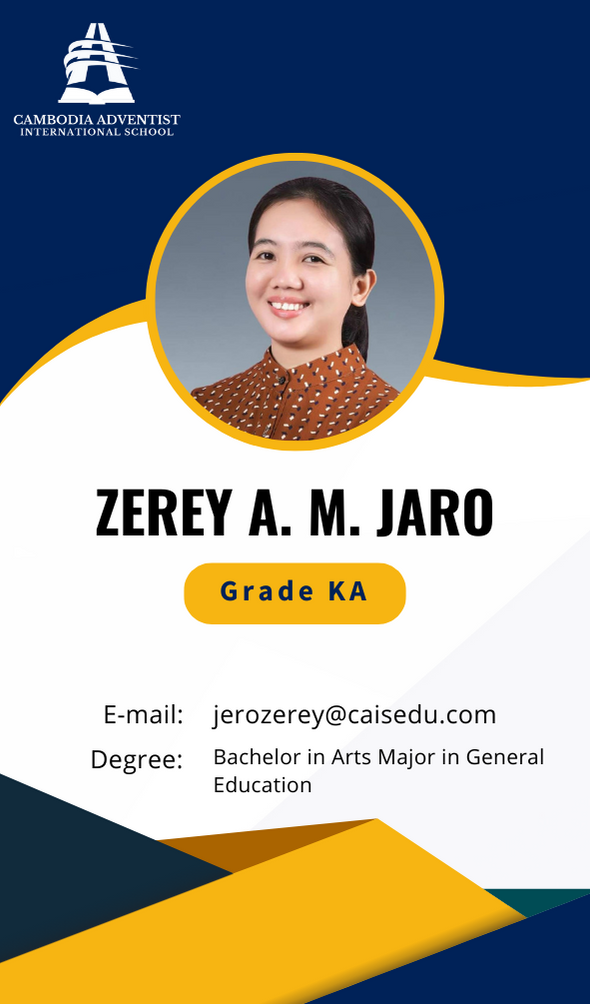 CAMBODIA ADVENTIST
INTERNATIONAL SCHOOL
ZEREY A. M. JARO
Grade KA
E-mail: jerozerey@caisedu.com
Degree: Bachelor in Arts Major in General
Education